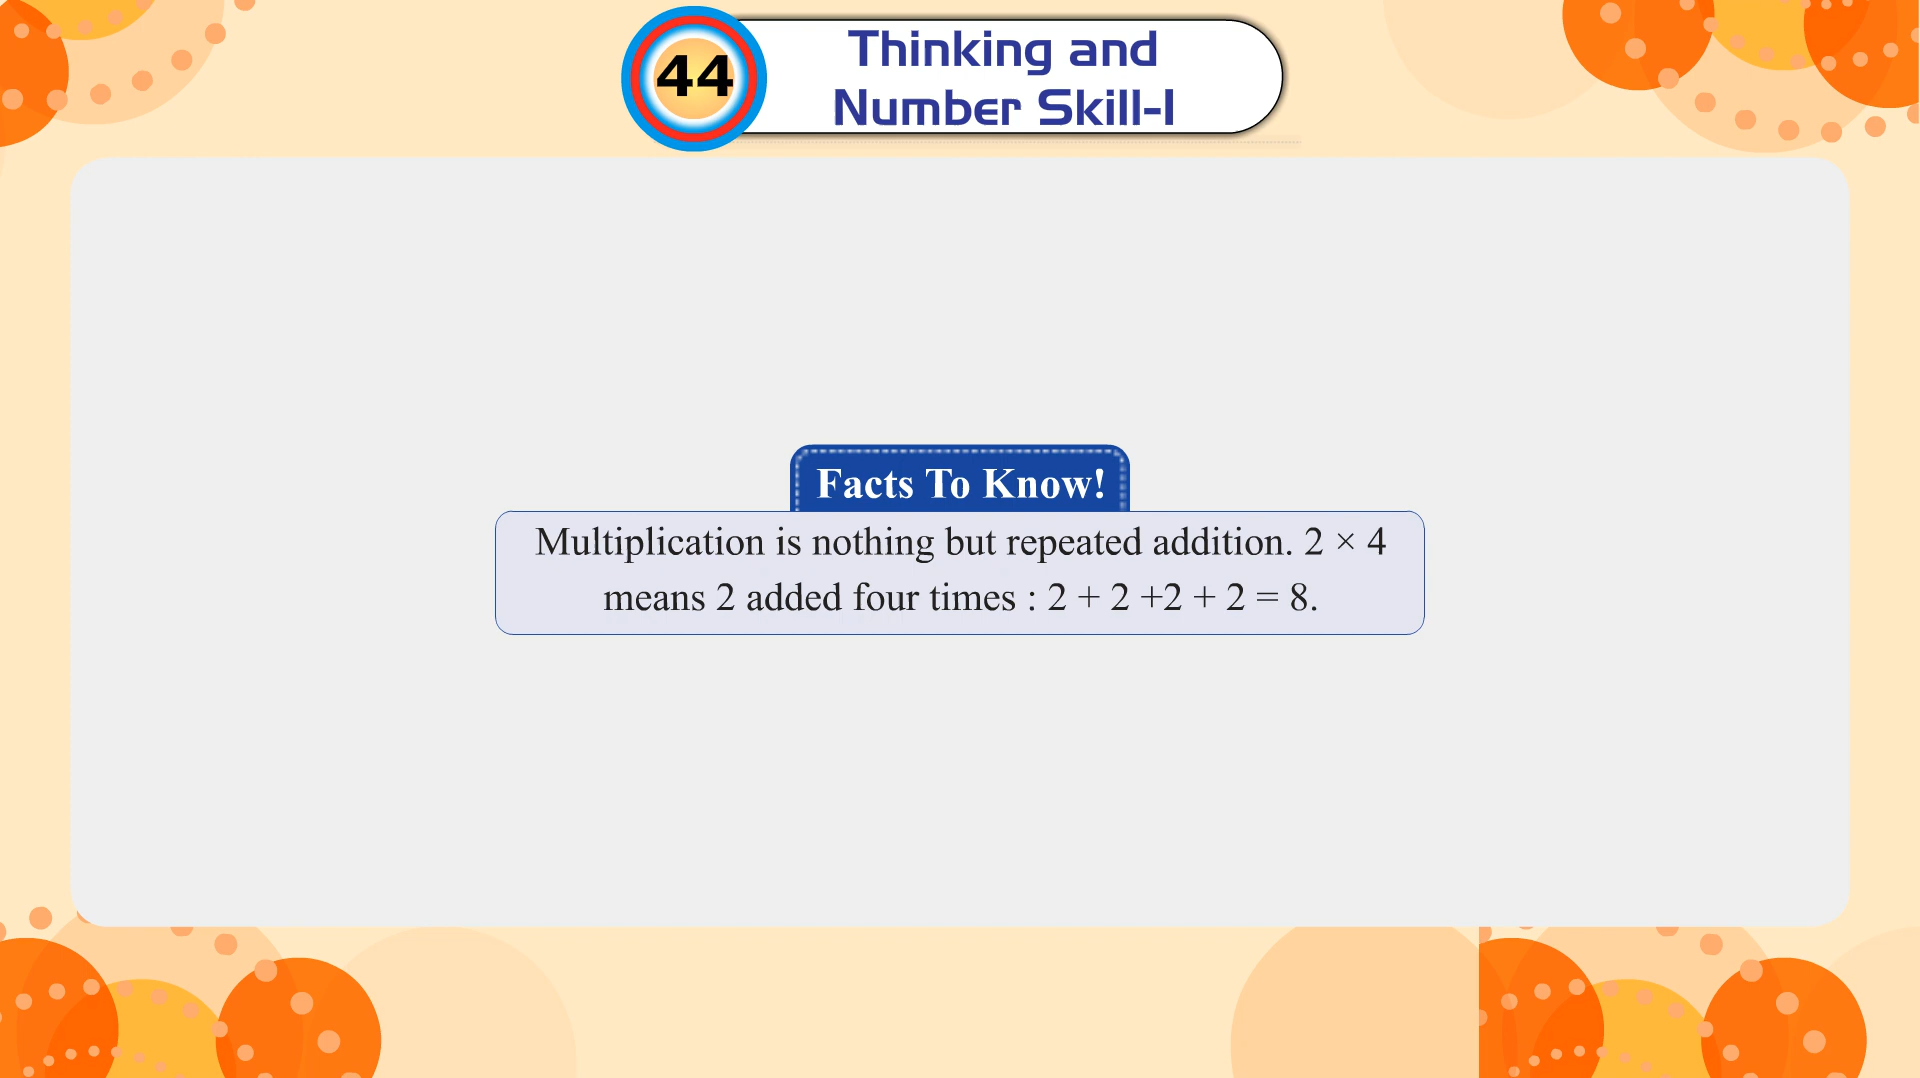 44
Thinking and
Number Skill-I
Facts To Know!
Multiplication is nothing but repeated addition. 2 × 4
means 2 added four times : 2 + 2 +2 + 2 = 8.